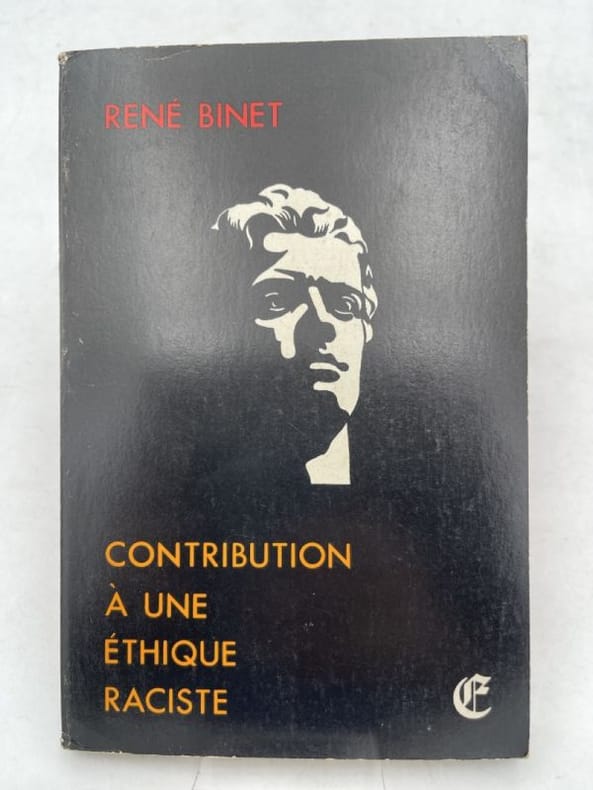 RENÉ BINET
CONTRIBUTION
À UNE
ÉTHIQUE
RACISTE